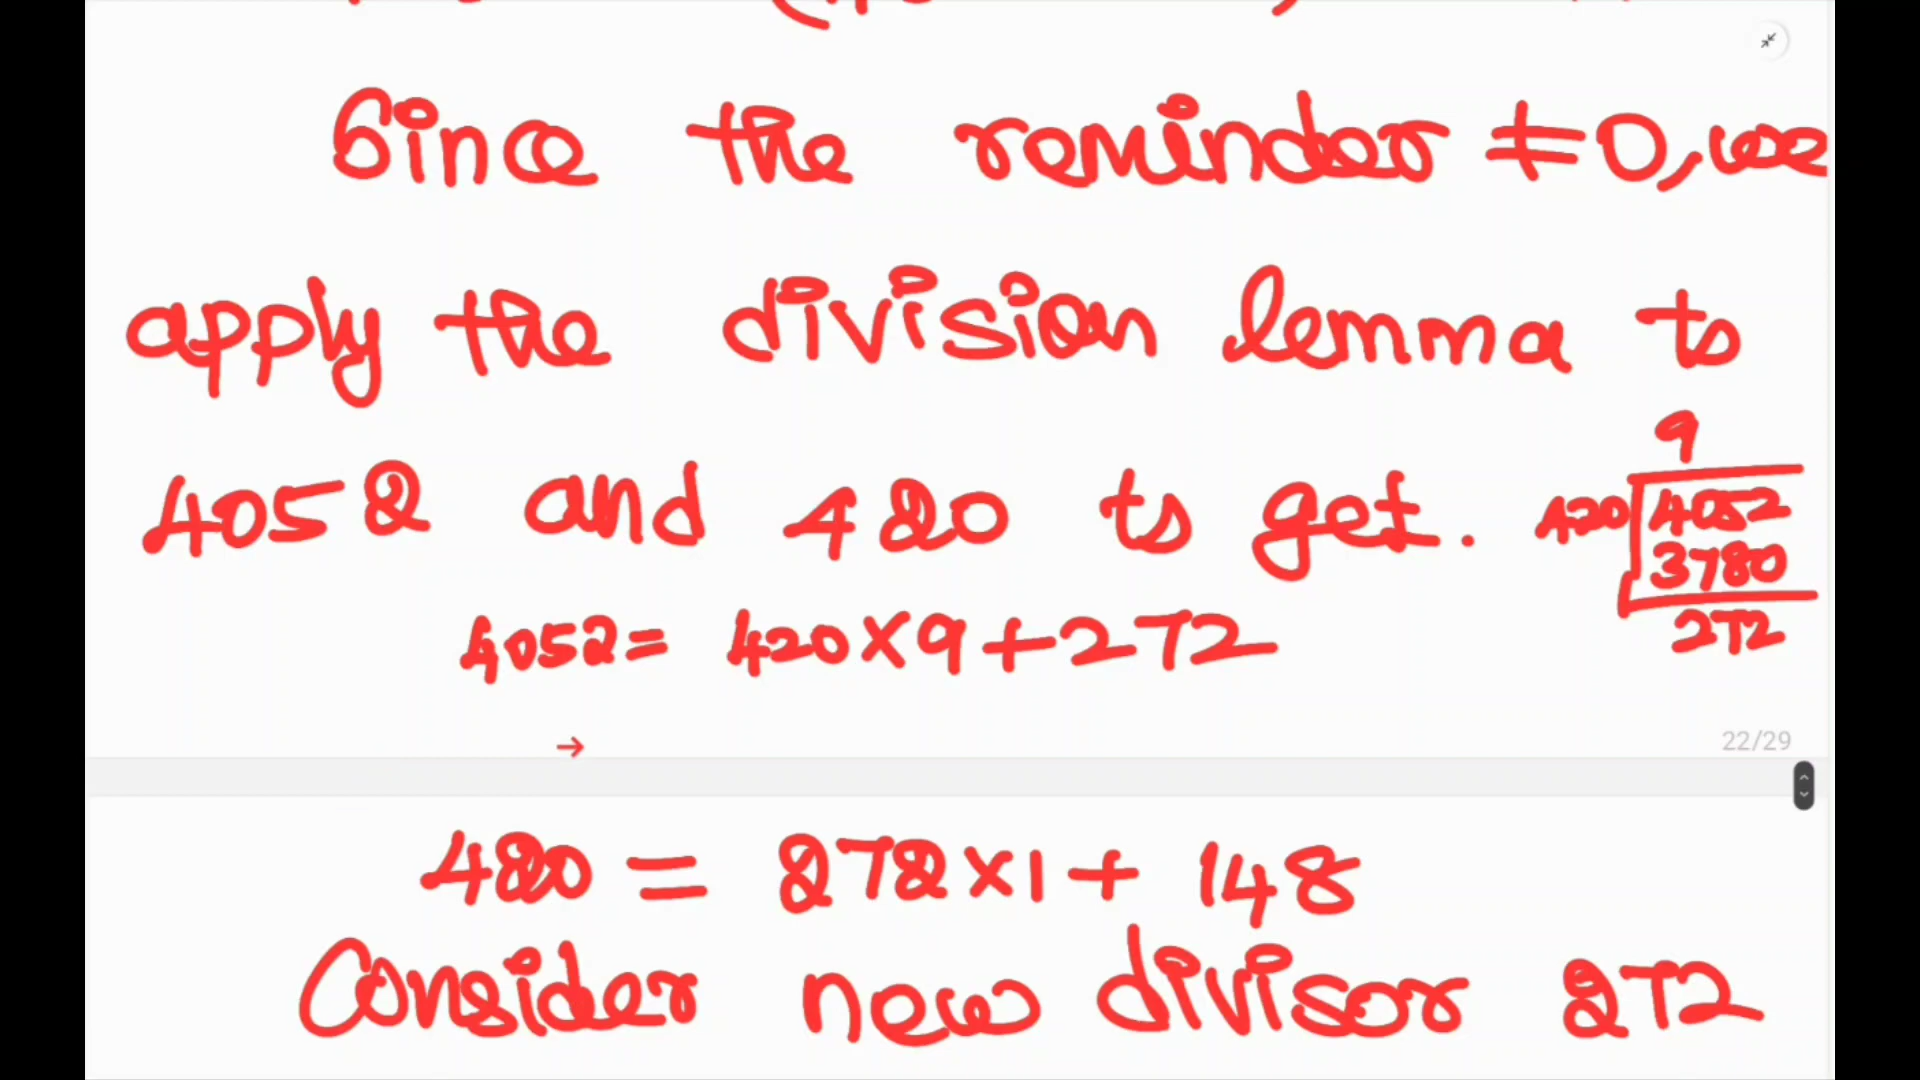 Since the reminder ≠ 0, we
apply the division lemma to
4052 and 420 to get.
9
420 4052
3780
272
4052 = 420 × 9 + 272
→
22/29
420 = 272 × 1 + 148
Consider new divisor 272